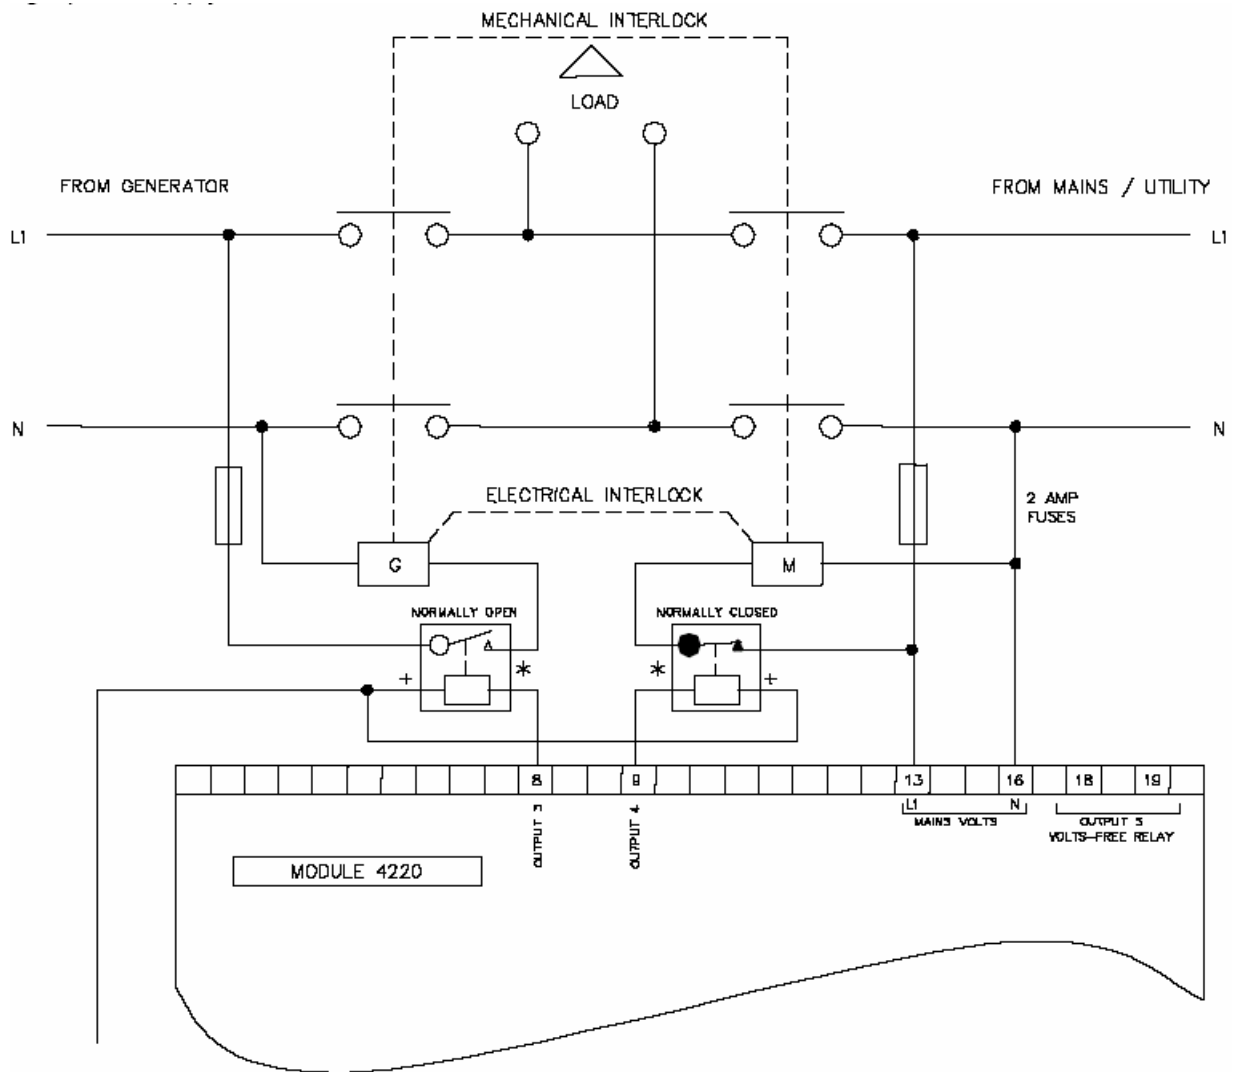 MECHANICAL INTERLOCK
LOAD
FROM GENERATOR
FROM MAINS / UTILITY
L1
L1
N
N
ELECTRICAL INTERLOCK
2 AMP
FUSES
G
M
NORMALLY OPEN
NORMALLY CLOSED
*
*
+
+
8
9
13
16
18
19
L1
N
MAINS VOLTS
OUTPUT 5
VOLTS-FREE RELAY
OUTPUT 3
OUTPUT 4
MODULE 4220